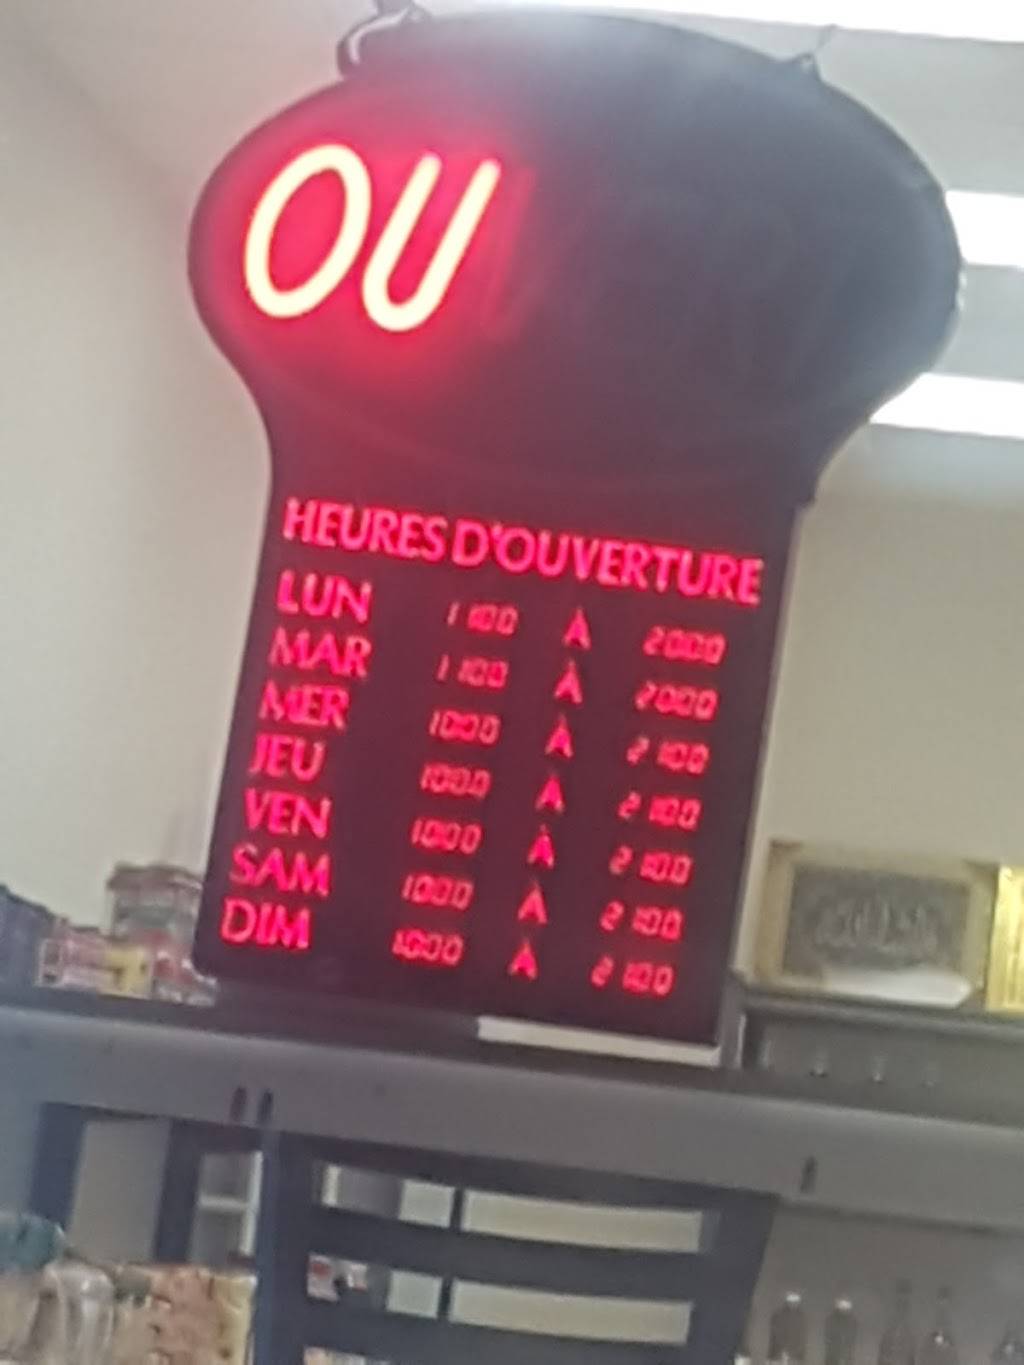 OU
HEURES D'OUVERTURE
LUN 1100 A 2000
MAR 1100 A 2000
MER 1000 A 2100
JEU 1000 A 2100
VEN 1000 A 2100
SAM 1000 A 2100
DIM 1000 A 2100